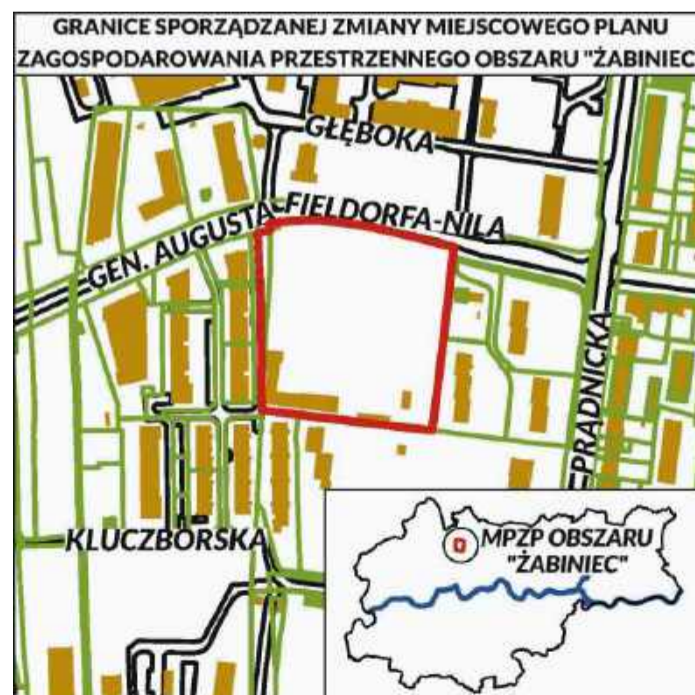 GRANICE SPORZĄDZANEJ ZMIANY MIEJSCOWEGO PLANU
ZAGOSPODAROWANIA PRZESTRZENNEGO OBSZARU "ŻABINIEC
GŁĘBOKA
GEN. AUGUSTA FIELDORFA-NILA
PRĄDNICKA
KLUCZBORSKA
MPZP OBSZARU
"ŻABINIEC"